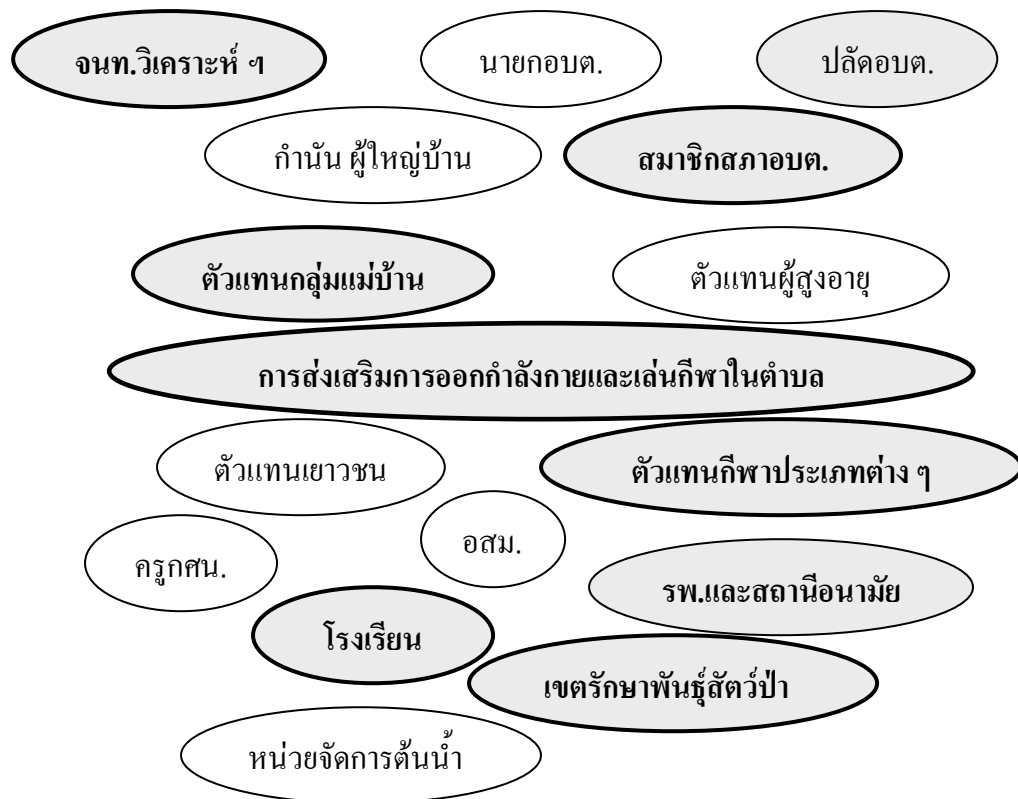 จนท.วิเคราะห์ ฯ
นายกอบต.
ปลัดอบต.
กำนัน ผู้ใหญ่บ้าน
สมาชิกสภาอบต.
ตัวแทนกลุ่มแม่บ้าน
ตัวแทนผู้สูงอายุ
การส่งเสริมการออกกำลังกายและเล่นกีฬาในตำบล
ตัวแทนเยาวชน
ตัวแทนกีฬาประเภทต่าง ๆ
อสม.
ครูกศน.
รพ.และสถานีอนามัย
โรงเรียน
เขตรักษาพันธุ์สัตว์ป่า
หน่วยจัดการต้นน้ำ